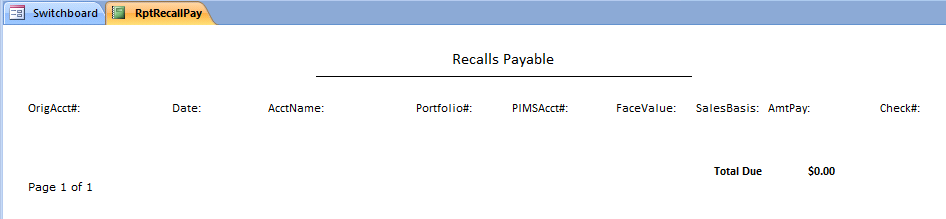 Switchboard RptRecallPay
Recalls Payable
OrigAcct#: Date: AcctName: Portfolio#: PIMSAcct#: FaceValue: SalesBasis: AmtPay: Check#:
Total Due $0.00
Page 1 of 1